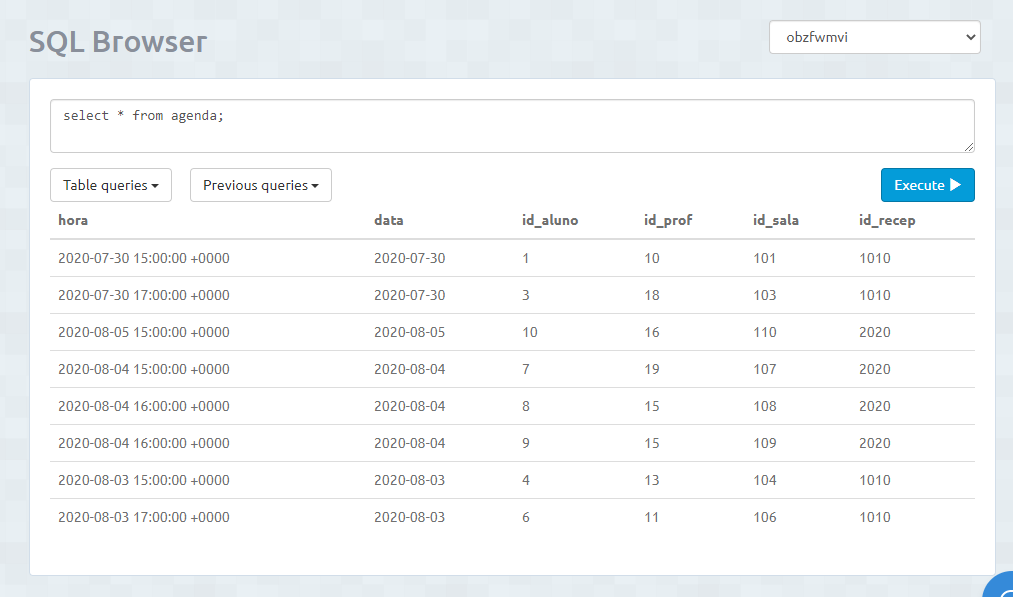 SQL Browser
obzfwmvi
select * from agenda;
Table queries
Previous queries
Execute
hora data id_aluno id_prof id_sala id_recep
2020-07-30 15:00:00 +0000 2020-07-30 1 10 101 1010
2020-07-30 17:00:00 +0000 2020-07-30 3 18 103 1010
2020-08-05 15:00:00 +0000 2020-08-05 10 16 110 2020
2020-08-04 15:00:00 +0000 2020-08-04 7 19 107 2020
2020-08-04 16:00:00 +0000 2020-08-04 8 15 108 2020
2020-08-04 16:00:00 +0000 2020-08-04 9 15 109 2020
2020-08-03 15:00:00 +0000 2020-08-03 4 13 104 1010
2020-08-03 17:00:00 +0000 2020-08-03 6 11 106 1010